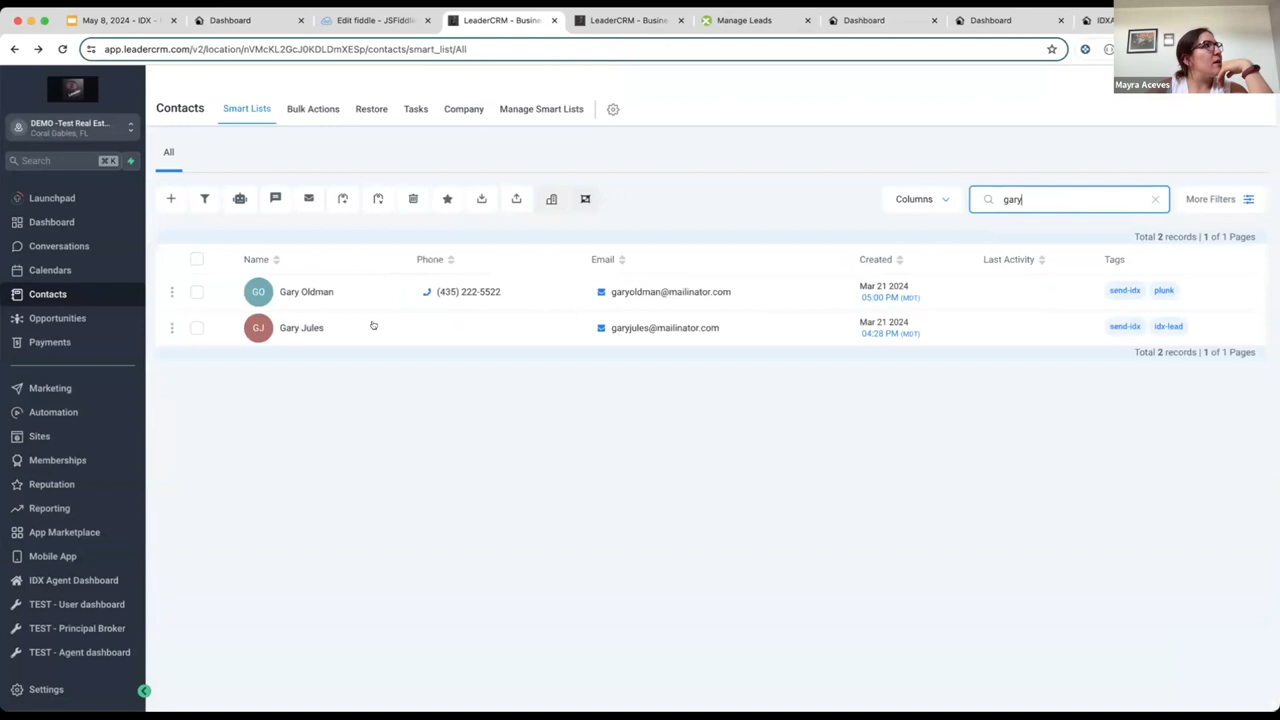 May 8, 2024 - IDX -
Dashboard
Edit fiddle - JSFiddle
LeaderCRM - Busine
LeaderCRM - Busine
Manage Leads
Dashboard
Dashboard
IDXA
app.leadercrm.com/v2/location/nVMcKL2GcJ0KDLDmXESp/contacts/smart_list/All
Mayra Aceves
DEMO -Test Real Est...
Coral Gables, FL
Search
⌘ K
Launchpad
Dashboard
Conversations
Calendars
Contacts
Opportunities
Payments
Marketing
Automation
Sites
Memberships
Reputation
Reporting
App Marketplace
Mobile App
IDX Agent Dashboard
TEST - User dashboard
TEST - Principal Broker
TEST - Agent dashboard
Settings
Contacts Smart Lists Bulk Actions Restore Tasks Company Manage Smart Lists
All
Columns gary More Filters
Total 2 records | 1 of 1 Pages
Name Phone Email Created Last Activity Tags
GO Gary Oldman (435) 222-5522 garyoldman@mailinator.com Mar 21 2024 send-idx plunk
05:00 PM (MDT)
GJ Gary Jules garyjules@mailinator.com Mar 21 2024 send-idx idx-lead
04:28 PM (MDT)
Total 2 records | 1 of 1 Pages